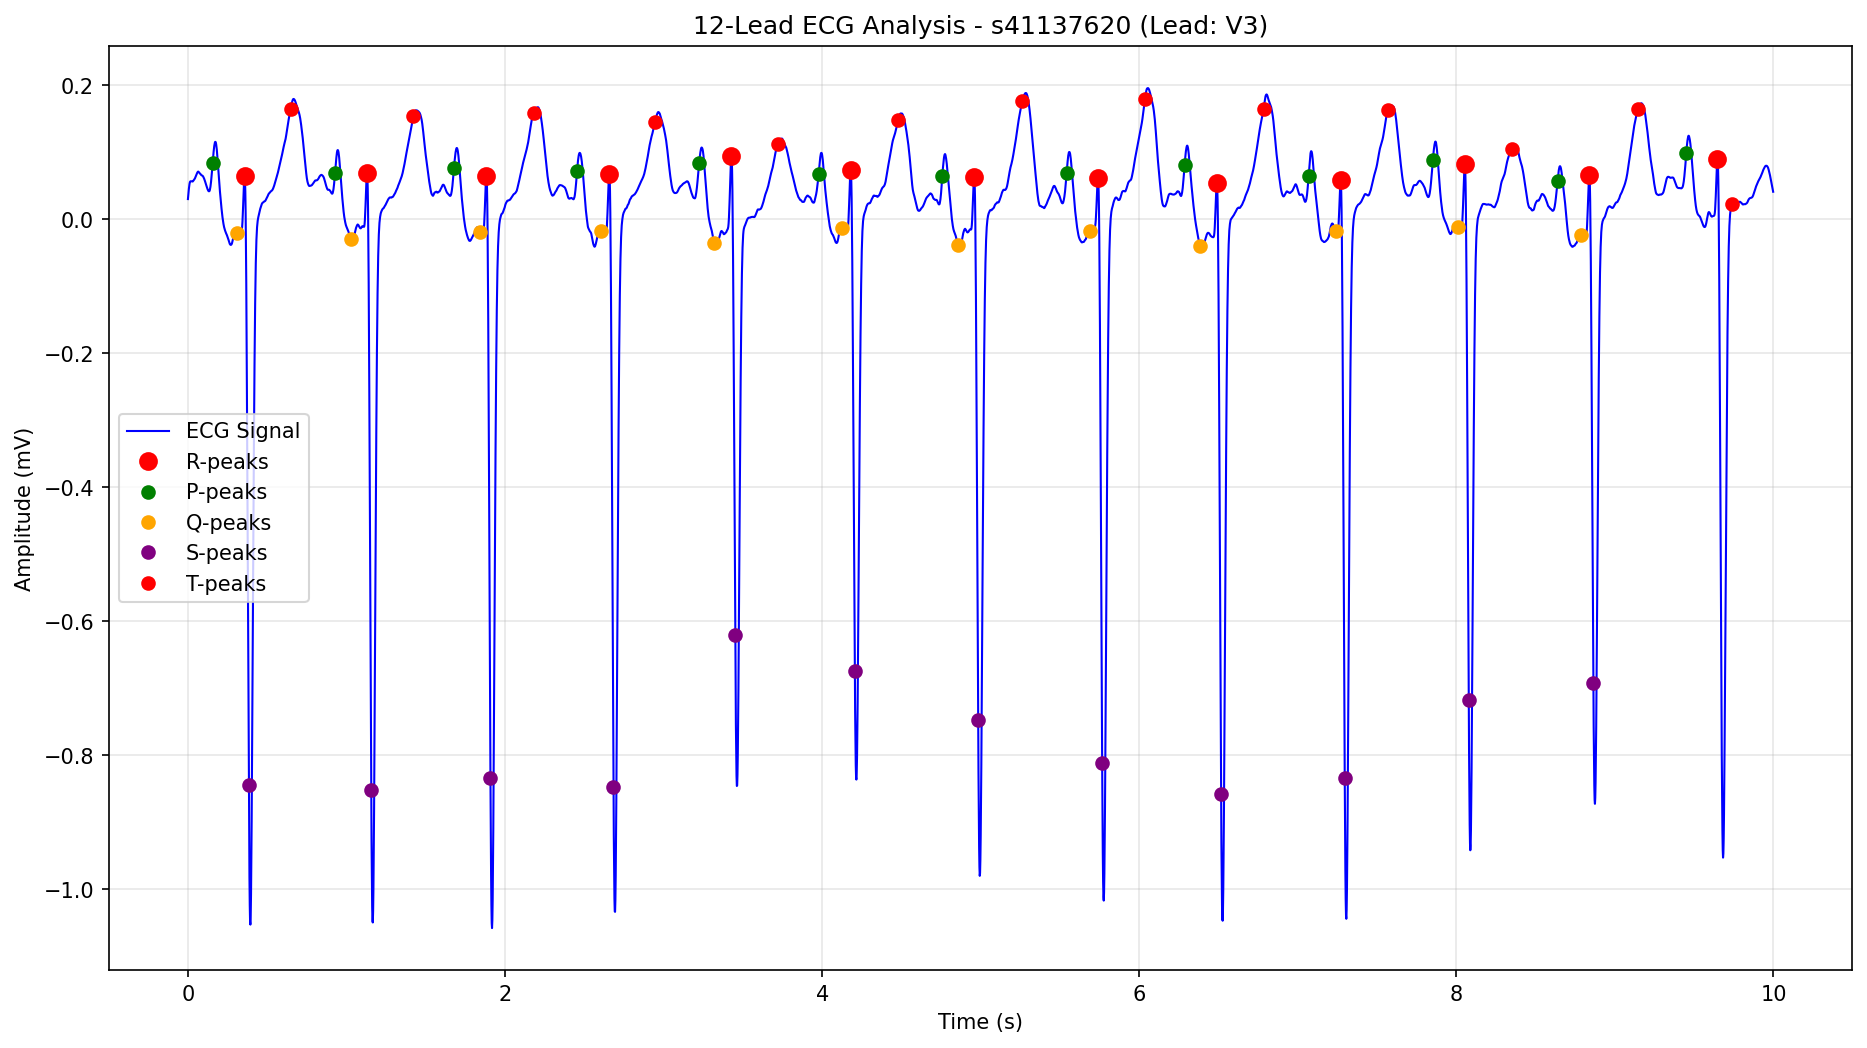 12-Lead ECG Analysis - s41137620 (Lead: V3)
0.2
0.0
−0.2
−0.4
−0.6
−0.8
−1.0
Amplitude (mV)
ECG Signal
R-peaks
P-peaks
Q-peaks
S-peaks
T-peaks
0 2 4 6 8 10
Time (s)